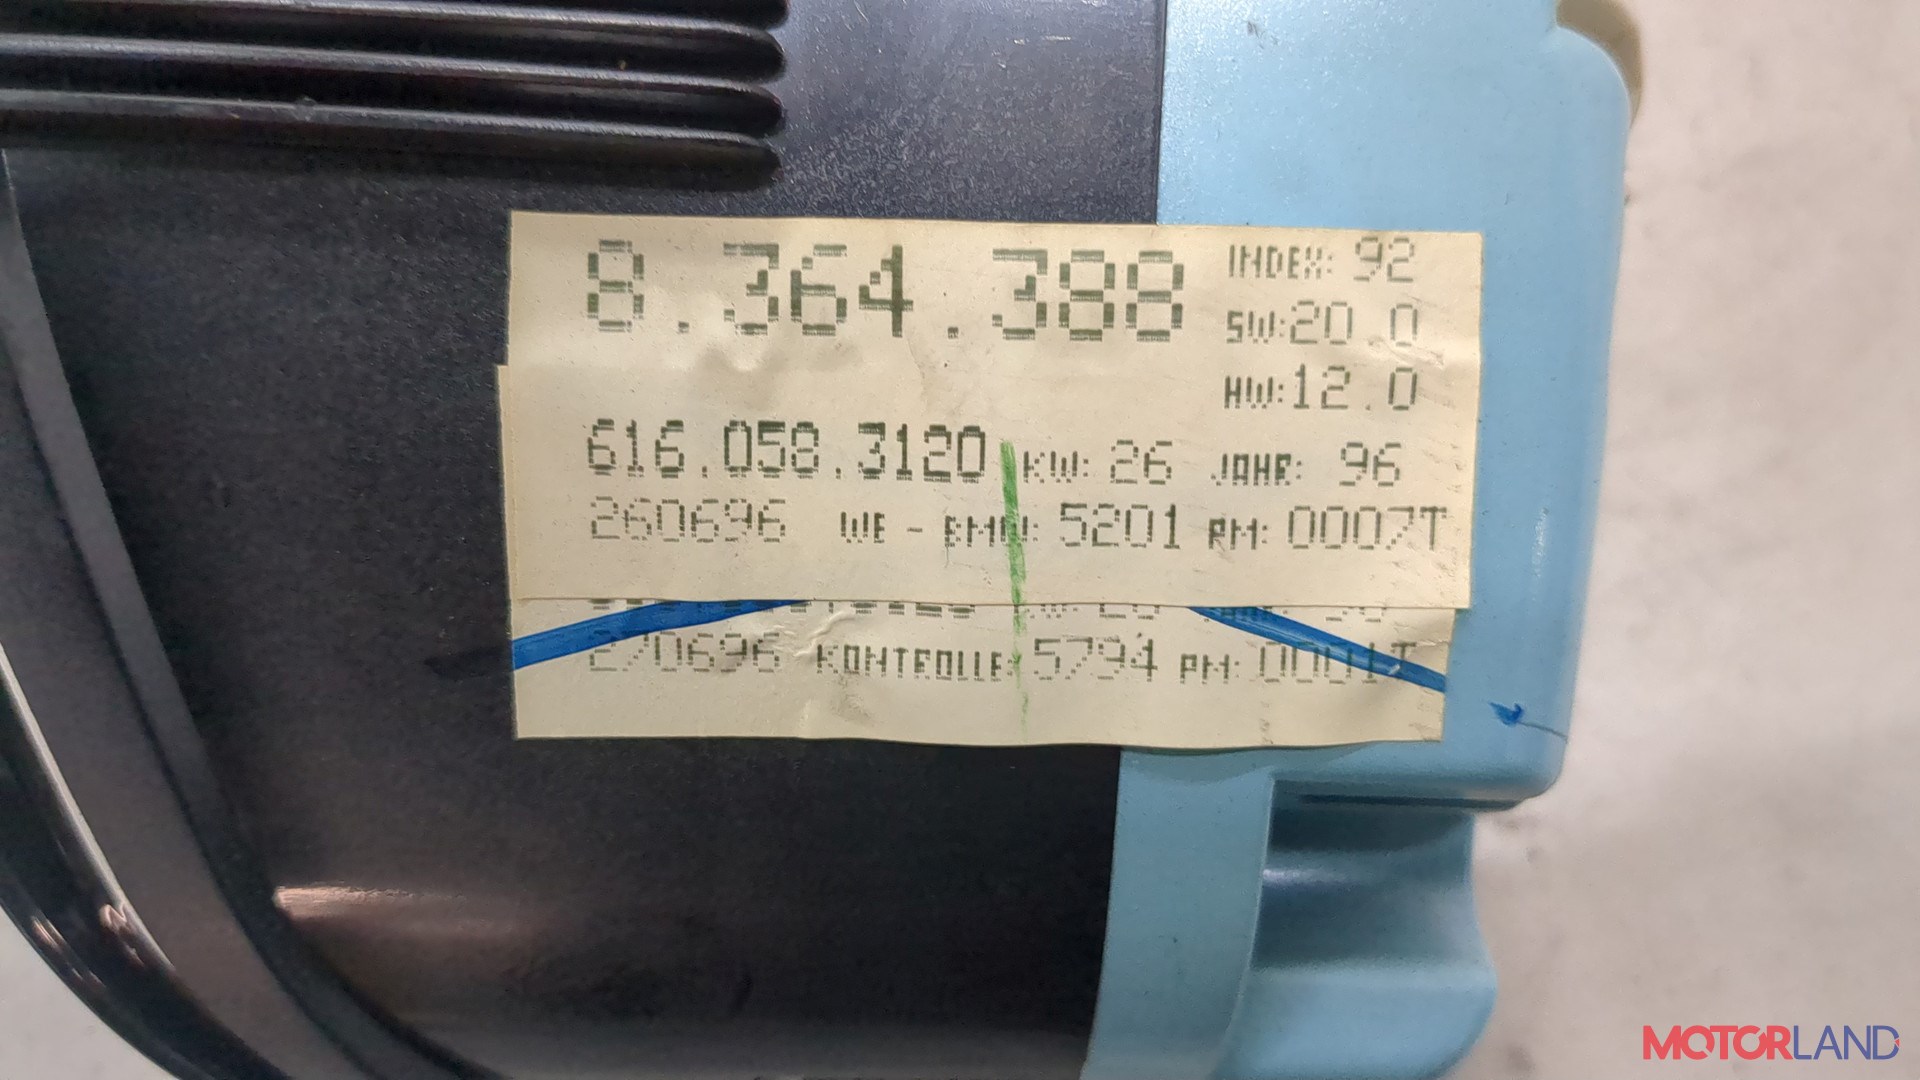 8.364.388
INDEX: 92
SW:20.0
HW:12.0
616.058.3120 KW: 26 JAHR: 96
260696 WE - BMW: 5201 PM: 0007T
270696 KONTROLLE: 5794 PM: 0001T
MOTORLAND